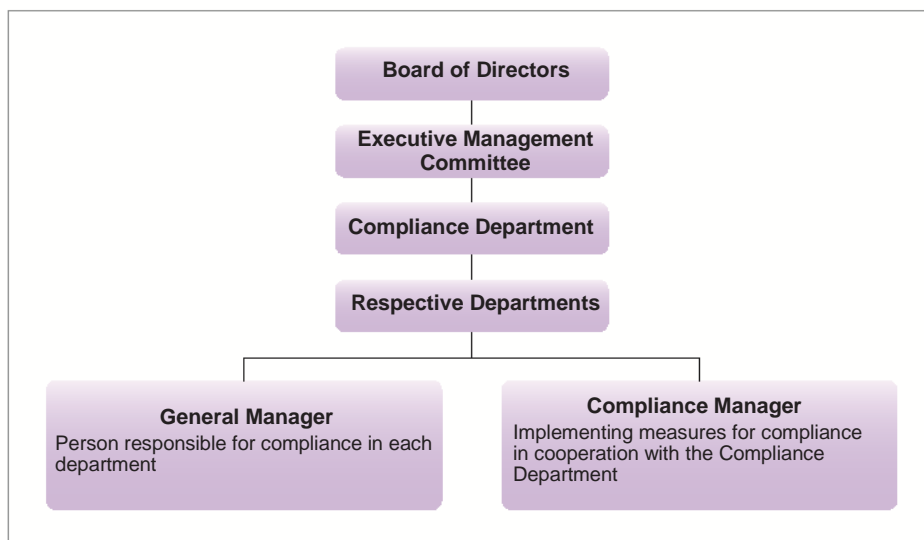 Board of Directors
Executive Management
Committee
Compliance Department
Respective Departments
General Manager
Person responsible for compliance in each
department
Compliance Manager
Implementing measures for compliance
in cooperation with the Compliance
Department